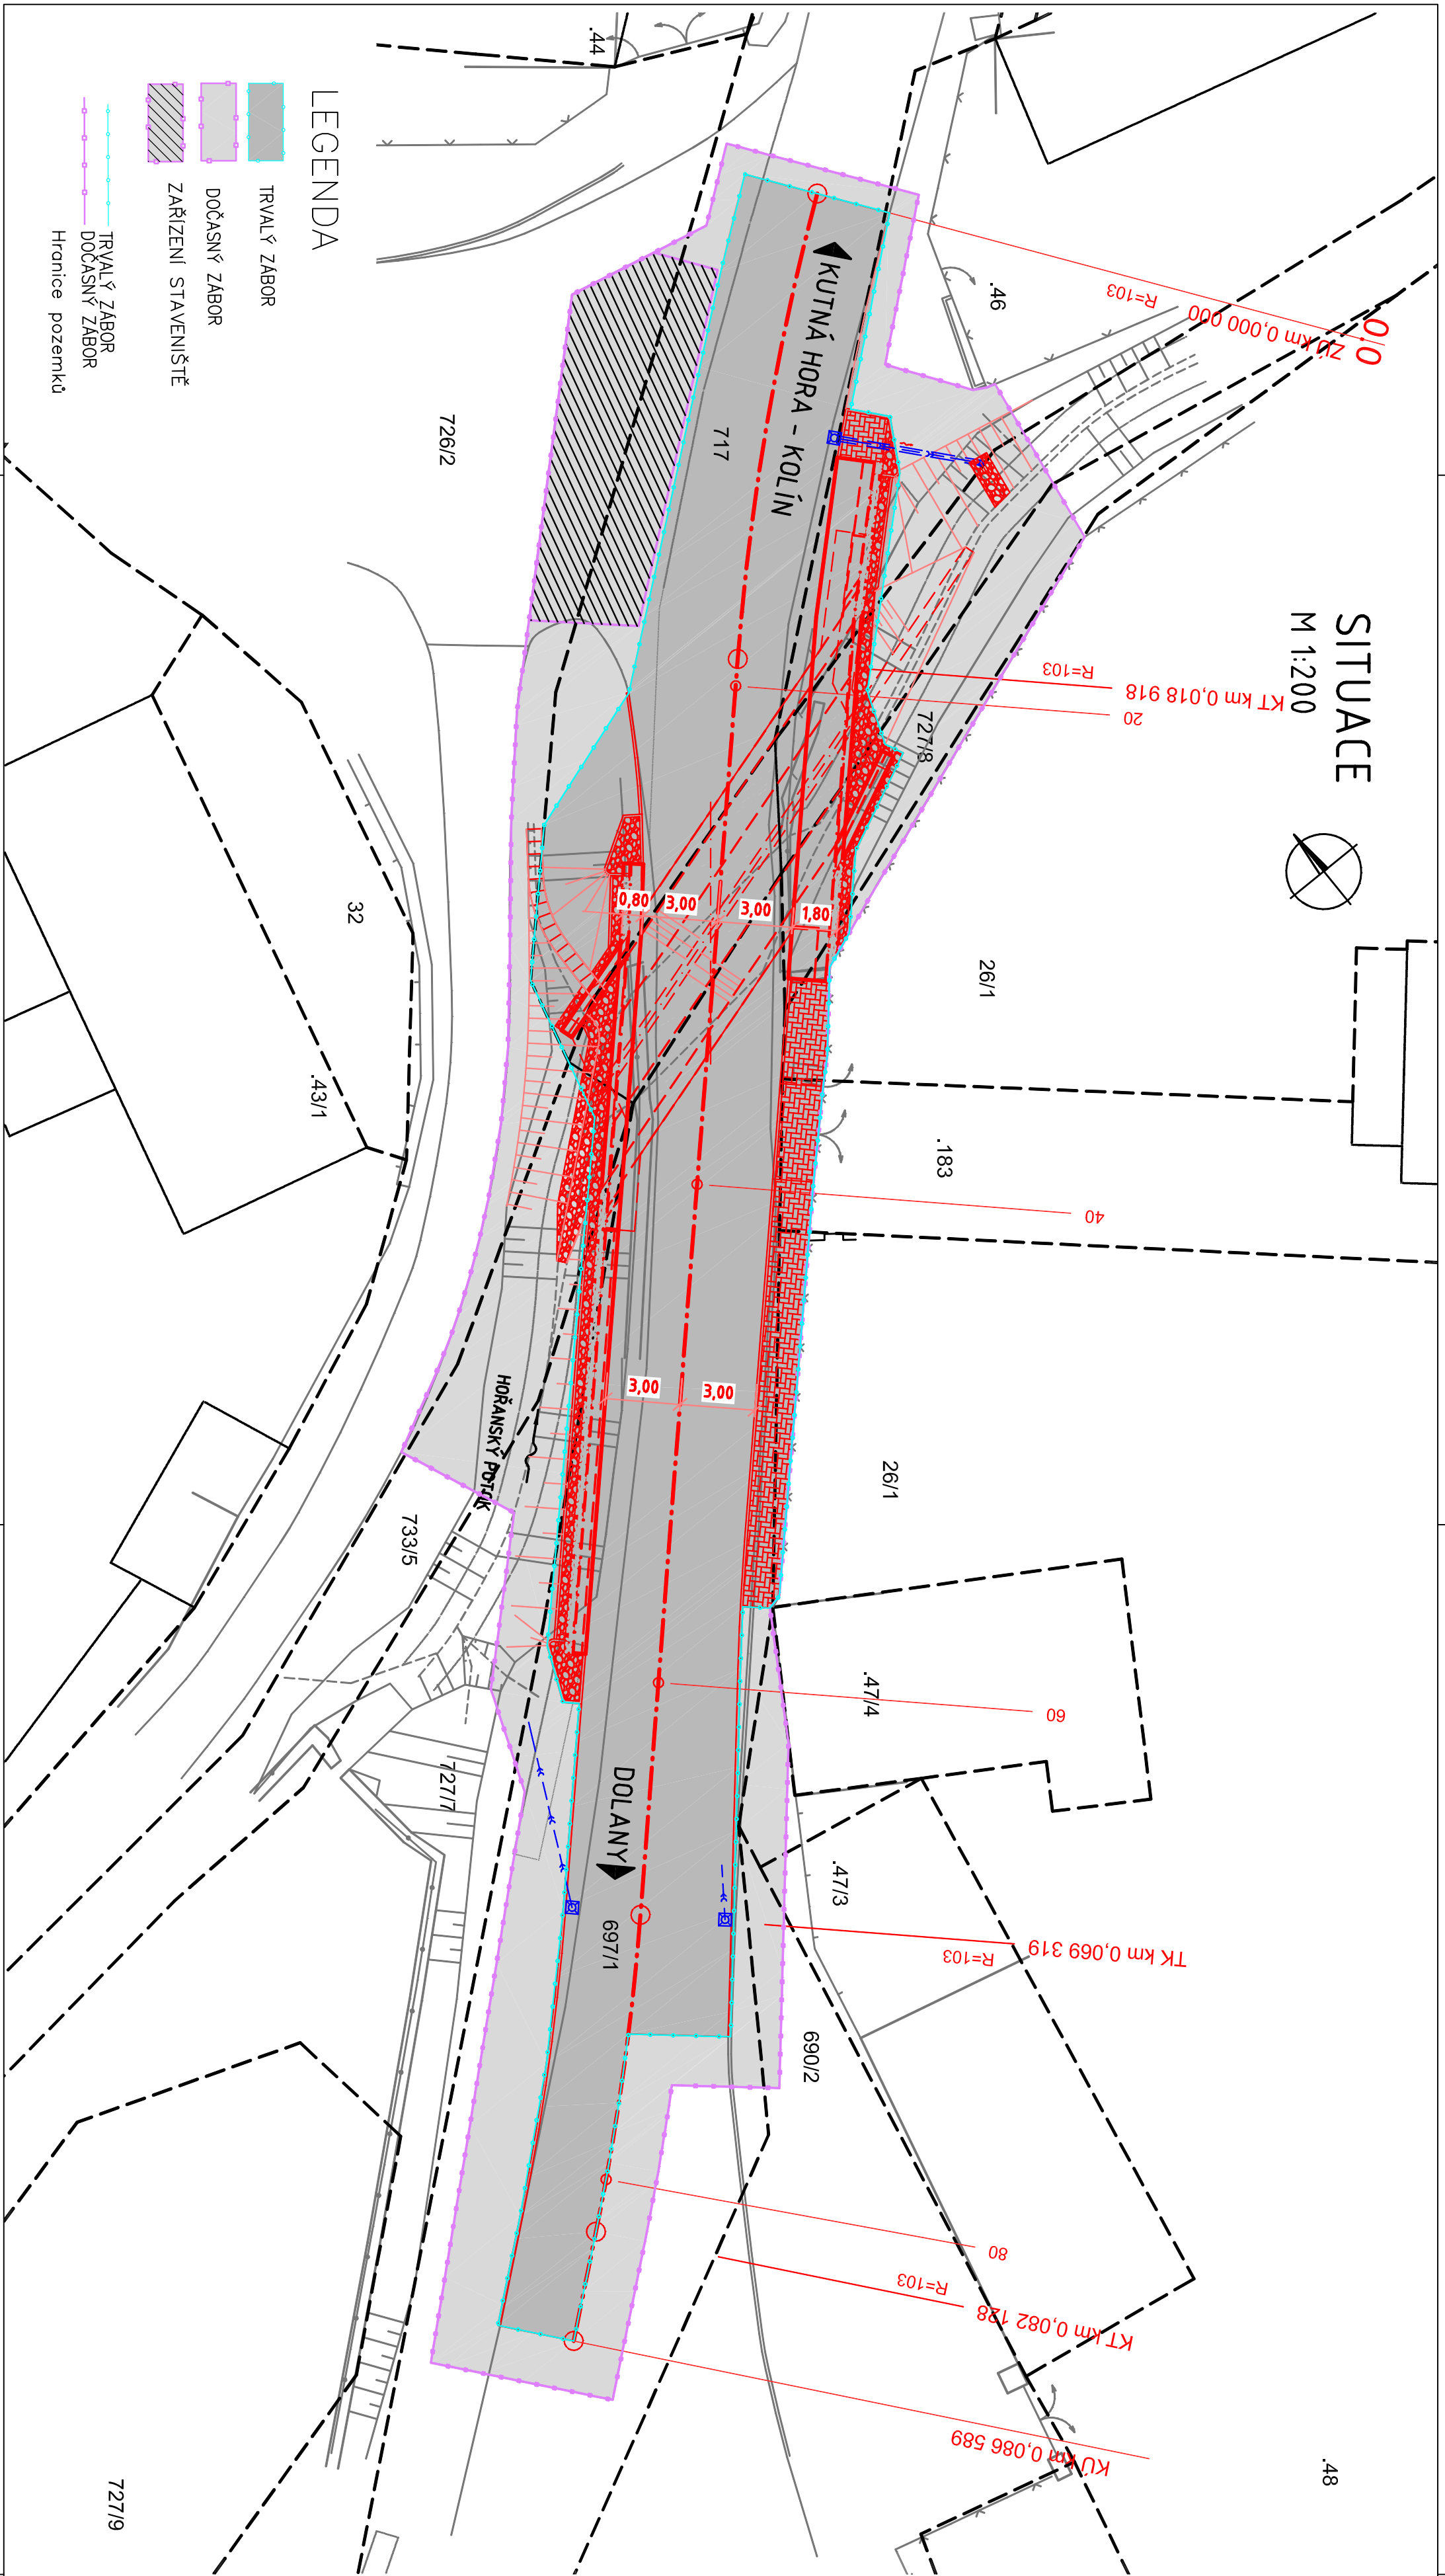 SITUACE
M 1:200
0.0
ZÚ km 0,000 000
R=103
KT km 0,018 918
R=103
20
40
60
TK km 0,069 319
R=103
80
KT km 0,082 128
R=103
KÚ km 0,086 589
.44
.46
KUTNÁ HORA - KOLÍN
717
726/2
727/8
26/1
.183
26/1
0,80
3,00
3,00
1,80
3,00
3,00
32
.43/1
HOŘANSKÝ POTOK
733/5
727/7
.47/4
.47/3
DOLANY
697/1
690/2
.48
727/9
LEGENDA
TRVALÝ ZÁBOR
DOČASNÝ ZÁBOR
ZAŘÍZENÍ STAVENIŠTĚ
TRVALÝ ZÁBOR
DOČASNÝ ZÁBOR
Hranice pozemků